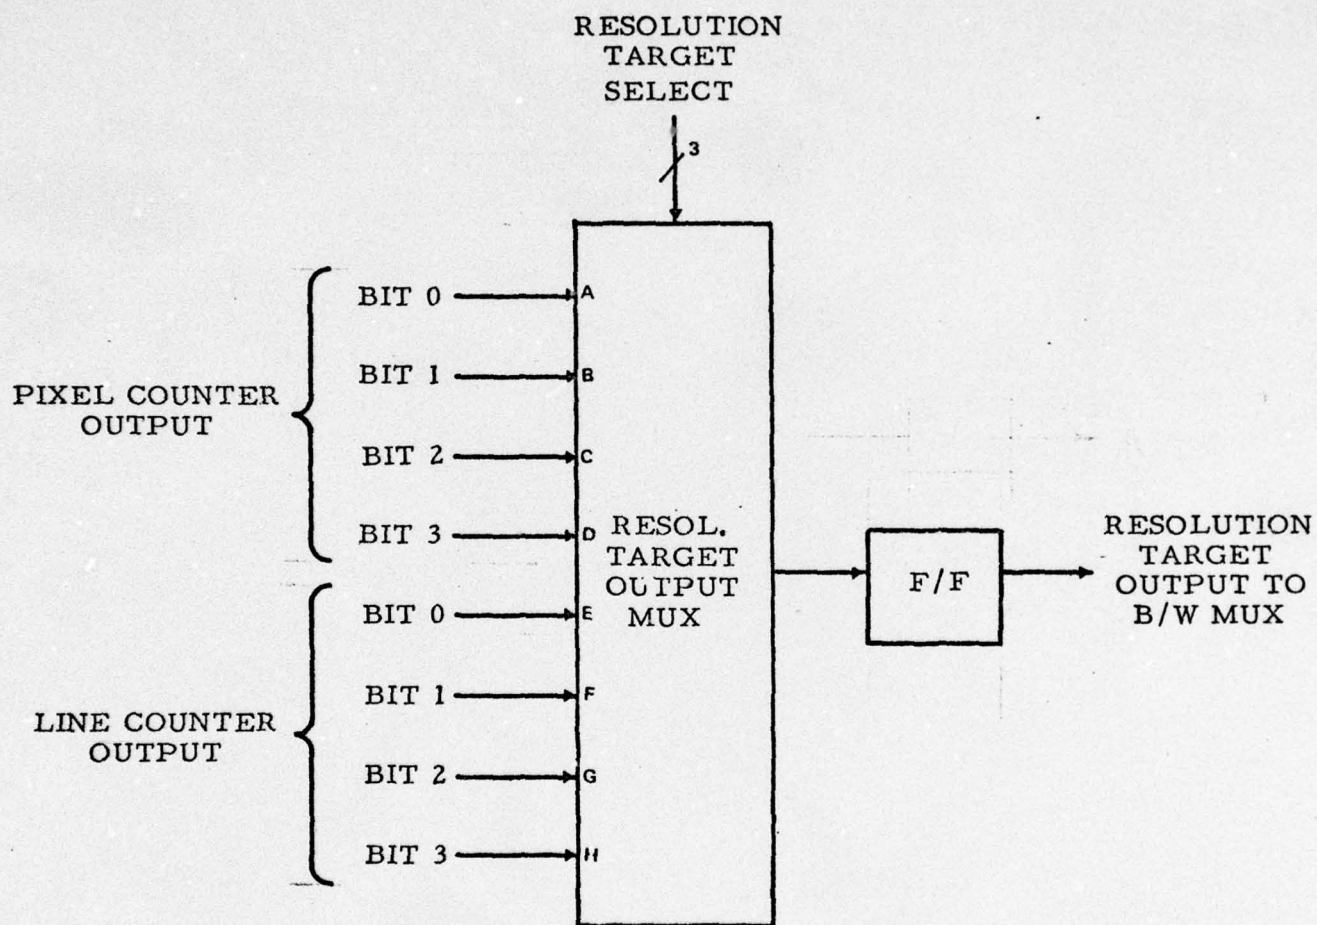 RESOLUTION
TARGET
SELECT
3
PIXEL COUNTER
OUTPUT
BIT 0
A
BIT 1
B
BIT 2
C
BIT 3
D
LINE COUNTER
OUTPUT
BIT 0
E
BIT 1
F
BIT 2
G
BIT 3
H
RESOL.
TARGET
OUTPUT
MUX
F/F
RESOLUTION
TARGET
OUTPUT TO
B/W MUX